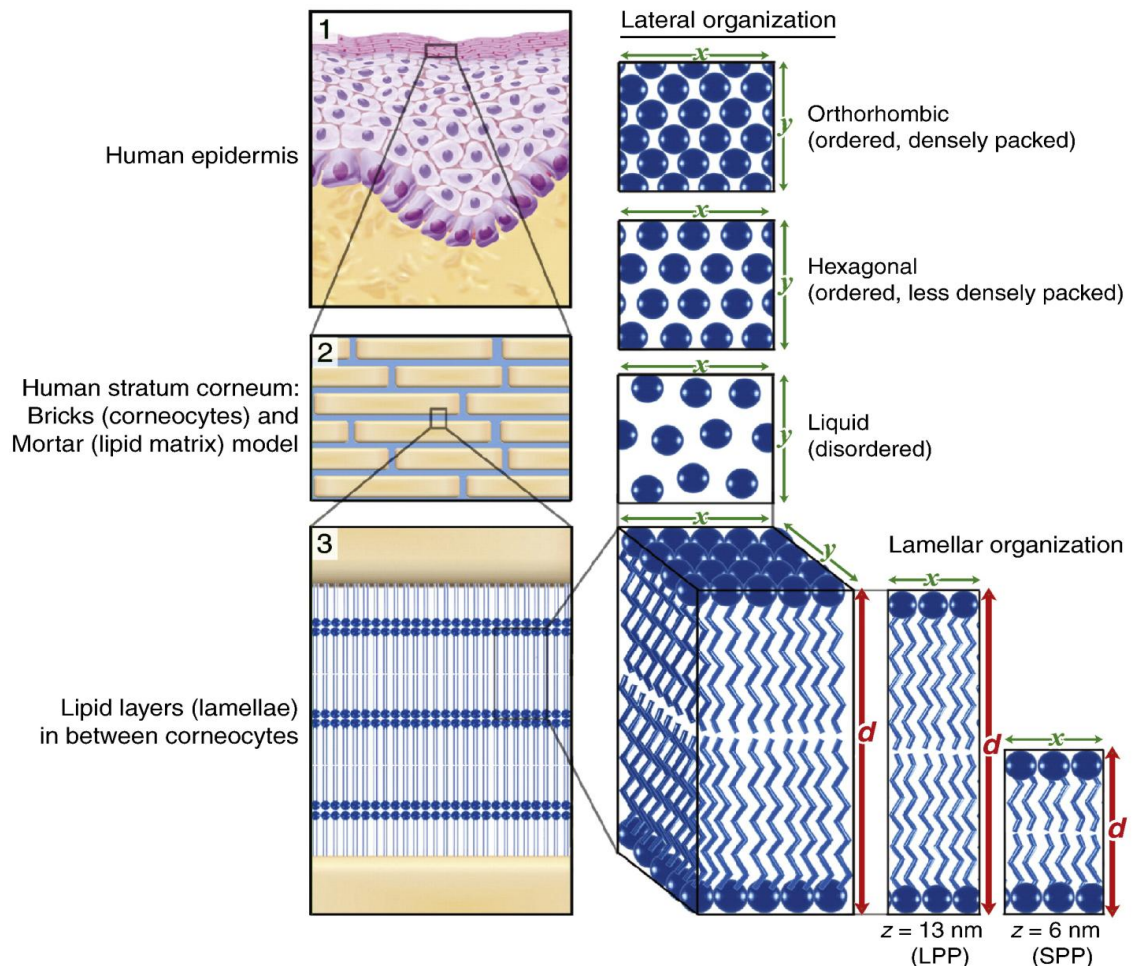 1
Human epidermis
2
Human stratum corneum:
Bricks (corneocytes) and
Mortar (lipid matrix) model
3
Lipid layers (lamellae)
in between corneocytes
Lateral organization
x
y
Orthorhombic
(ordered, densely packed)
x
y
Hexagonal
(ordered, less densely packed)
x
y
Liquid
(disordered)
x
y
d
Lamellar organization
x
d
z = 13 nm
(LPP)
x
d
z = 6 nm
(SPP)